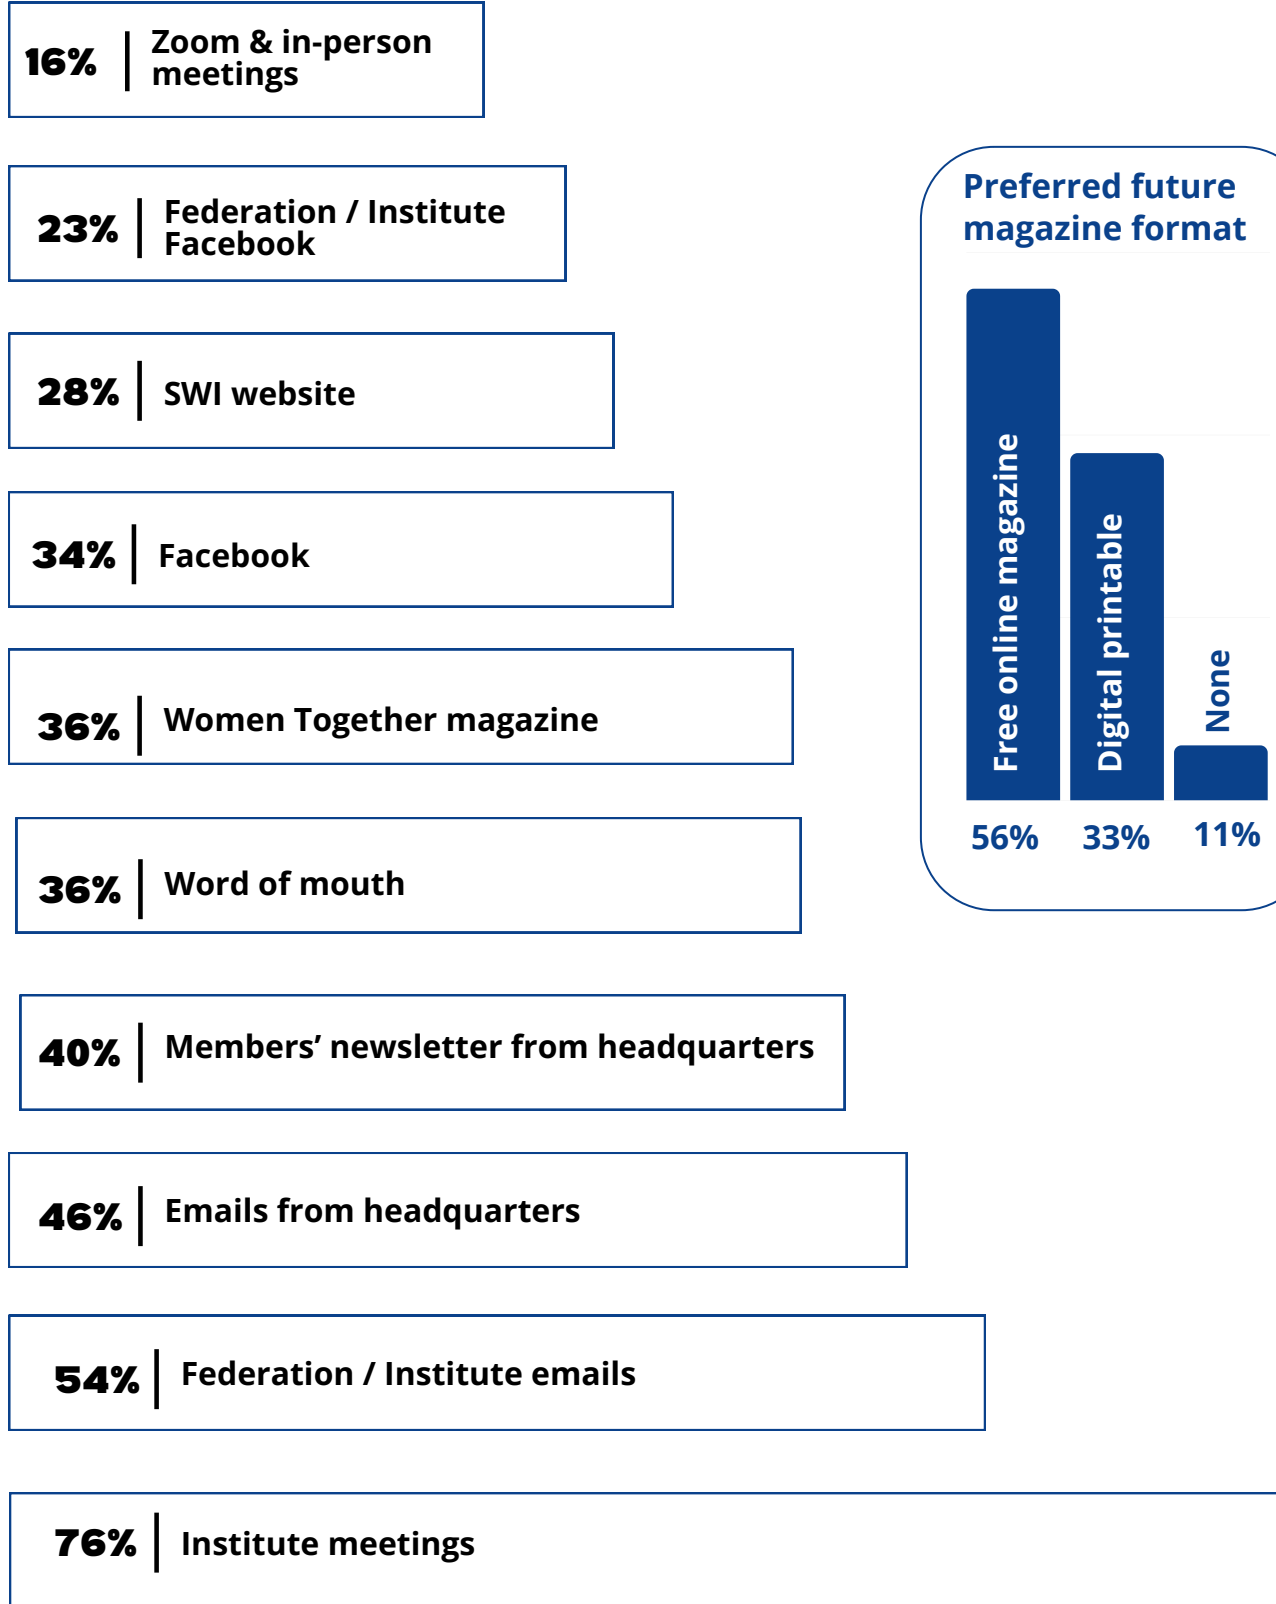 16%
Zoom & in-person
meetings
23%
Federation / Institute
Facebook
28%
SWI website
34%
Facebook
36%
Women Together magazine
36%
Word of mouth
40%
Members’ newsletter from headquarters
46%
Emails from headquarters
54%
Federation / Institute emails
76%
Institute meetings
Preferred future
magazine format
Free online magazine
Digital printable
None
56%
33%
11%